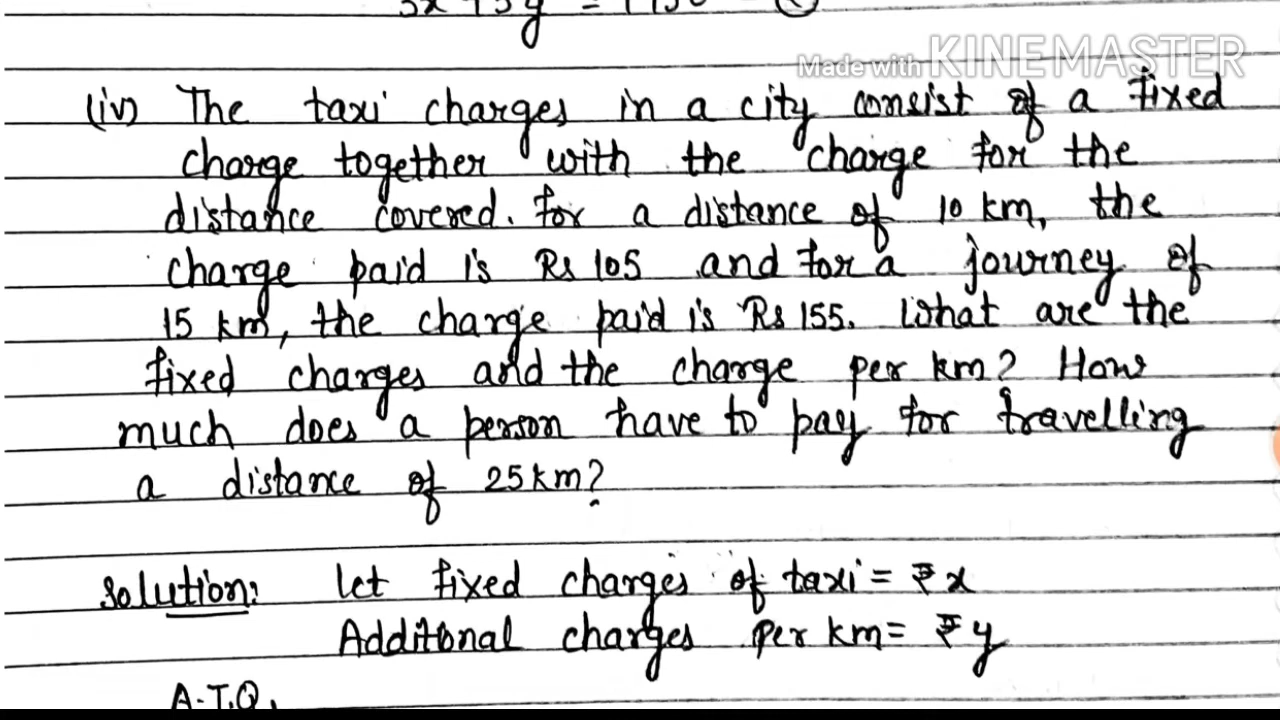 Made with KINEMASTER
(iv) The taxi charges in a city consist of a fixed
charge together with the charge for the
distance covered. For a distance of 10 km, the
charge paid is Rs 105 and for a journey of
15 km, the charge paid is Rs 155. What are the
fixed charges and the charge per km? How
much does a person have to pay for travelling
a distance of 25 km?
Solution: Let fixed charges of taxi = ₹ x
Additional charges per km = ₹ y
A.T.Q.